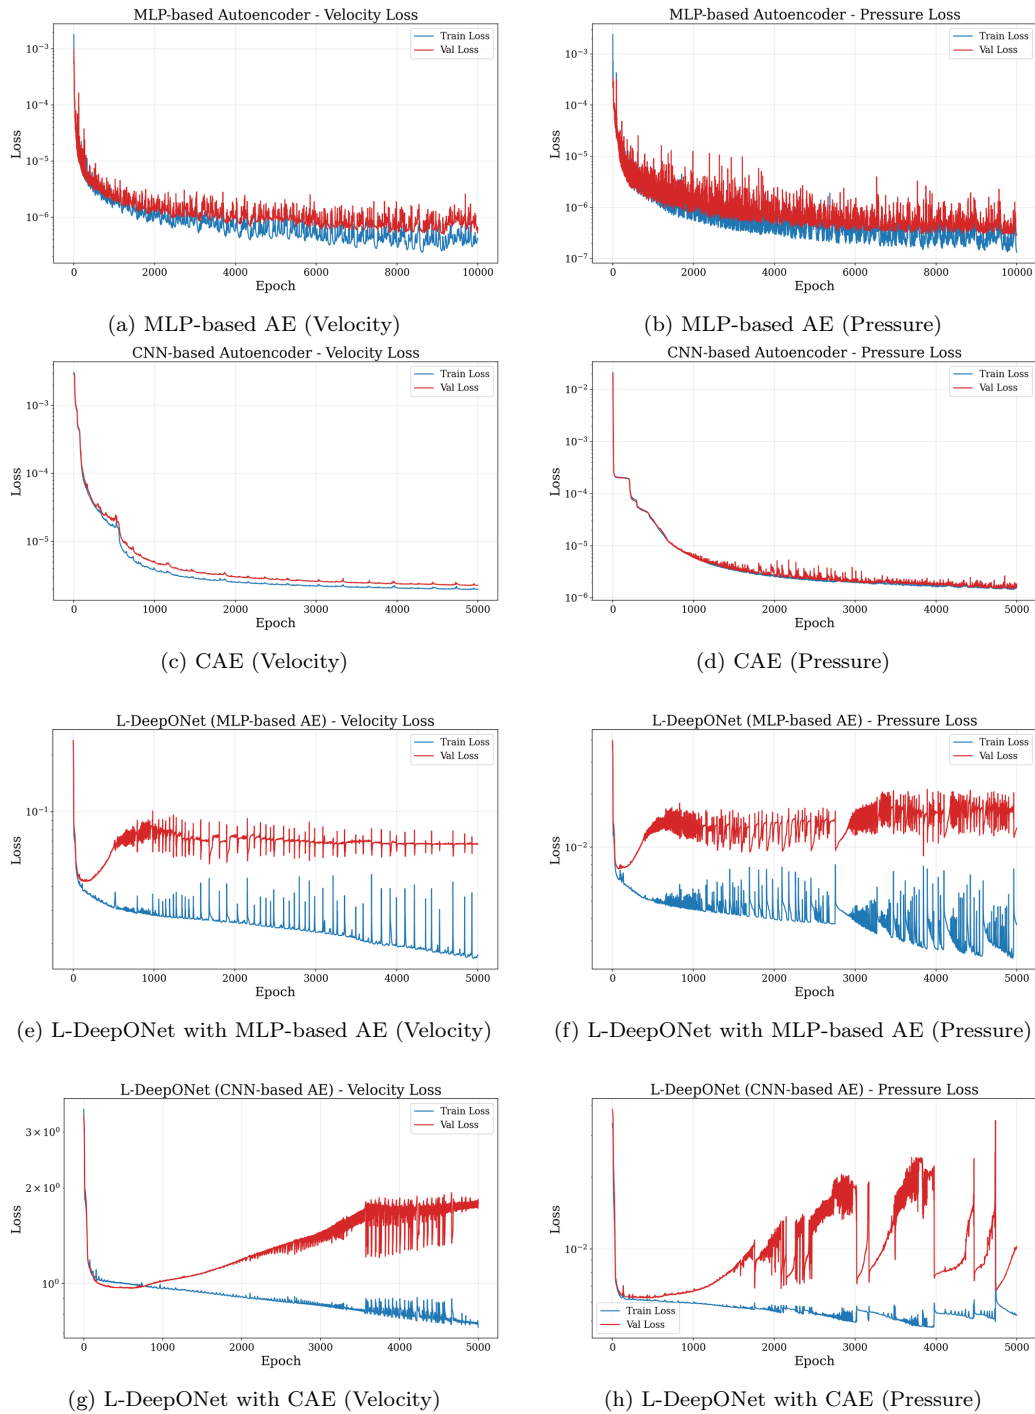 MLP-based Autoencoder - Velocity Loss
Train Loss
Val Loss
10⁻³
10⁻⁴
10⁻⁵
10⁻⁶
Loss
0 2000 4000 6000 8000 10000
Epoch
(a) MLP-based AE (Velocity)
MLP-based Autoencoder - Pressure Loss
Train Loss
Val Loss
10⁻³
10⁻⁴
10⁻⁵
10⁻⁶
10⁻⁷
Loss
0 2000 4000 6000 8000 10000
Epoch
(b) MLP-based AE (Pressure)
CNN-based Autoencoder - Velocity Loss
Train Loss
Val Loss
10⁻³
10⁻⁴
10⁻⁵
Loss
0 1000 2000 3000 4000 5000
Epoch
(c) CAE (Velocity)
CNN-based Autoencoder - Pressure Loss
Train Loss
Val Loss
10⁻²
10⁻³
10⁻⁴
10⁻⁵
10⁻⁶
Loss
0 1000 2000 3000 4000 5000
Epoch
(d) CAE (Pressure)
L-DeepONet (MLP-based AE) - Velocity Loss
Train Loss
Val Loss
10⁻¹
Loss
0 1000 2000 3000 4000 5000
Epoch
(e) L-DeepONet with MLP-based AE (Velocity)
L-DeepONet (MLP-based AE) - Pressure Loss
Train Loss
Val Loss
10⁻²
Loss
0 1000 2000 3000 4000 5000
Epoch
(f) L-DeepONet with MLP-based AE (Pressure)
L-DeepONet (CNN-based AE) - Velocity Loss
Train Loss
Val Loss
3 × 10⁰
2 × 10⁰
10⁰
Loss
0 1000 2000 3000 4000 5000
Epoch
(g) L-DeepONet with CAE (Velocity)
L-DeepONet (CNN-based AE) - Pressure Loss
10⁻²
Loss
Train Loss
Val Loss
0 1000 2000 3000 4000 5000
Epoch
(h) L-DeepONet with CAE (Pressure)